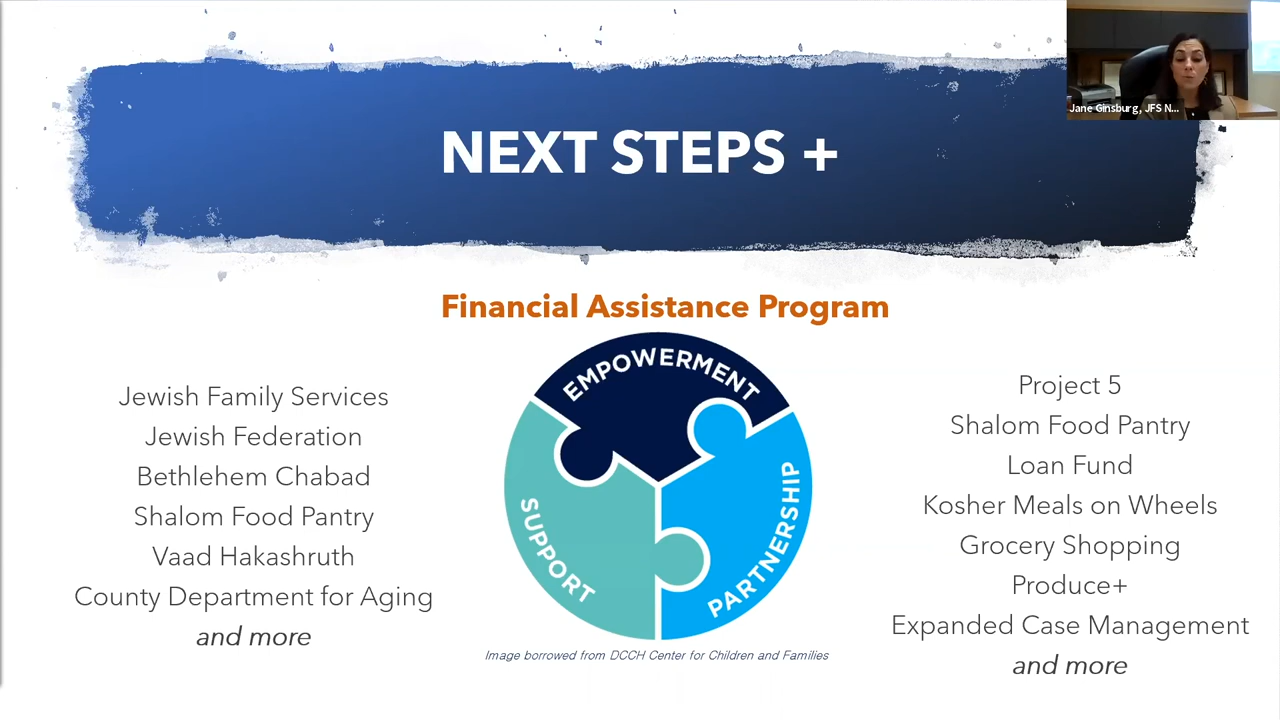 Jane Ginsburg, JFS N...
NEXT STEPS +
Financial Assistance Program
Jewish Family Services
Jewish Federation
Bethlehem Chabad
Shalom Food Pantry
Vaad Hakashruth
County Department for Aging
and more
EMPOWERMENT
SUPPORT
PARTNERSHIP
Image borrowed from DCCH Center for Children and Families
Project 5
Shalom Food Pantry
Loan Fund
Kosher Meals on Wheels
Grocery Shopping
Produce+
Expanded Case Management
and more